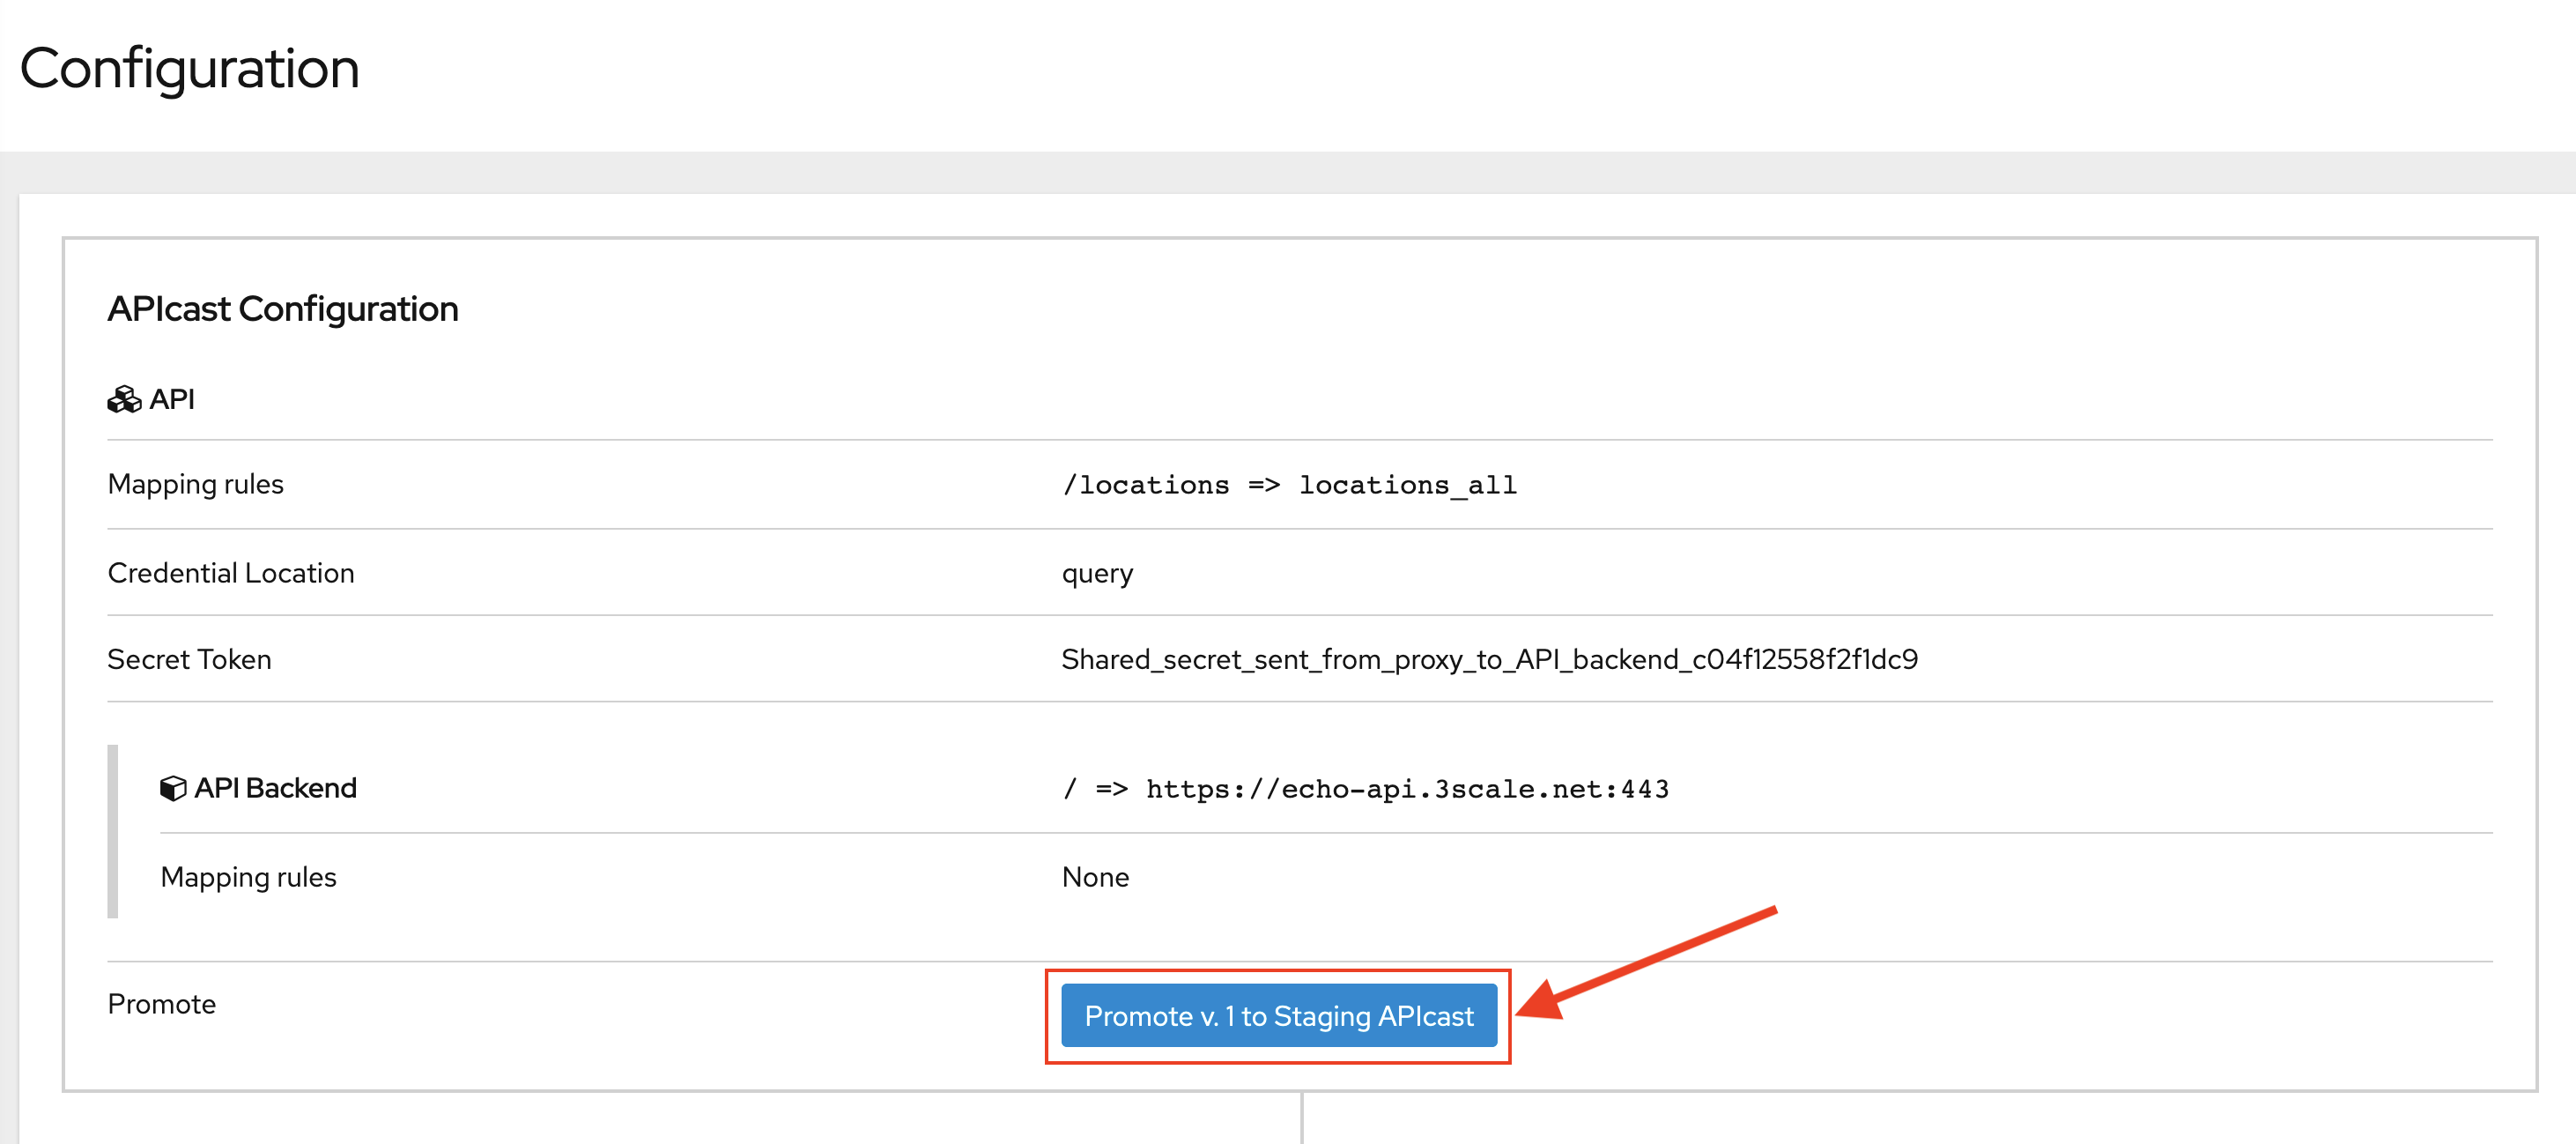 Configuration
APIcast Configuration
API
Mapping rules
/locations => locations_all
Credential Location
query
Secret Token
Shared_secret_sent_from_proxy_to_API_backend_c04f12558f2f1dc9
API Backend
/ => https://echo-api.3scale.net:443
Mapping rules
None
Promote
Promote v. 1 to Staging APIcast